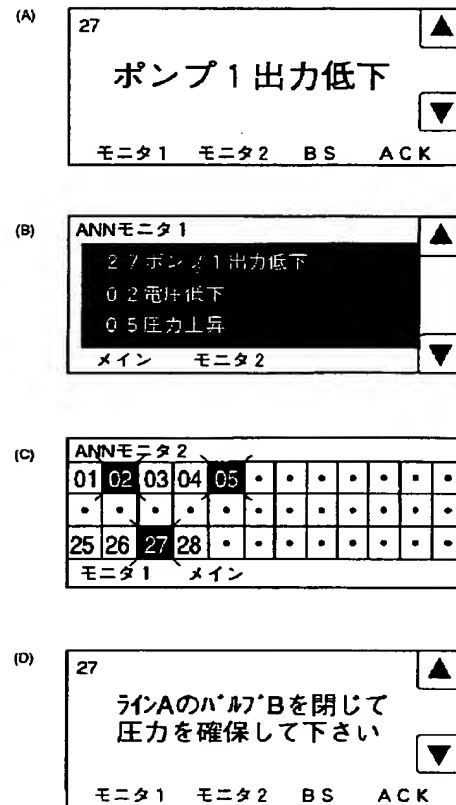 (A)
27
ポンプ1出力低下
モニタ1 モニタ2 BS ACK
(B)
ANNモニタ1
27ポンプ1出力低下
02電圧低下
05圧力上昇
メイン モニタ2
(C)
ANNモニタ2
01 02 03 04 05 • • • • • • •
• • • • • • • • • • • •
25 26 27 28 • • • • • • • •
モニタ1 メイン
(D)
27
ラインAのバルブBを閉じて
圧力を確保して下さい
モニタ1 モニタ2 BS ACK